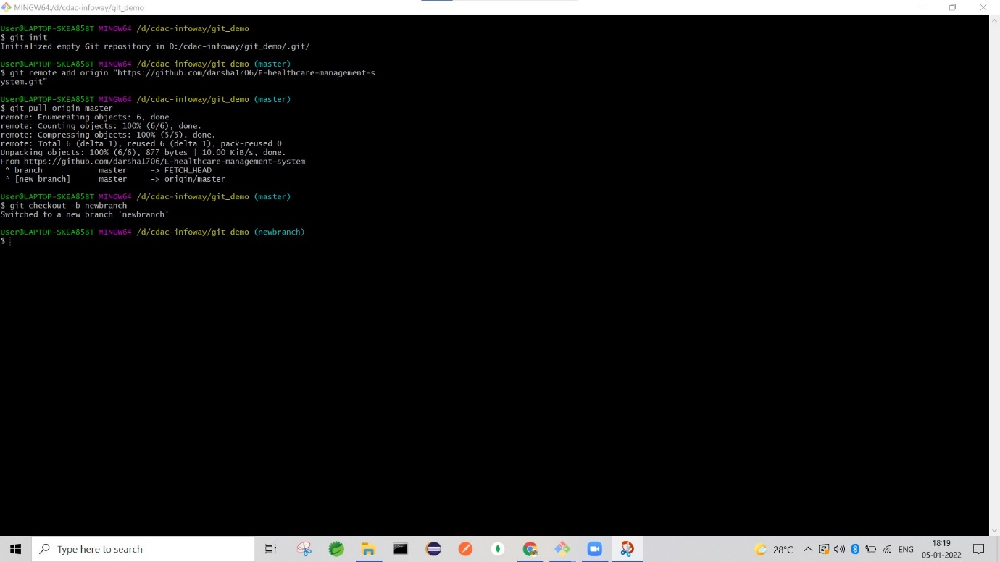 MINGW64:/d/cdac-infoway/git_demo
User@LAPTOP-SKEA85BT MINGW64 /d/cdac-infoway/git_demo
$ git init
Initialized empty Git repository in D:/cdac-infoway/git_demo/.git/
User@LAPTOP-SKEA85BT MINGW64 /d/cdac-infoway/git_demo (master)
$ git remote add origin "https://github.com/darsha1706/E-healthcare-management-s
ystem.git"
User@LAPTOP-SKEA85BT MINGW64 /d/cdac-infoway/git_demo (master)
$ git pull origin master
remote: Enumerating objects: 6, done.
remote: Counting objects: 100% (6/6), done.
remote: Compressing objects: 100% (5/5), done.
remote: Total 6 (delta 1), reused 6 (delta 1), pack-reused 0
Unpacking objects: 100% (6/6), 877 bytes | 10.00 KiB/s, done.
From https://github.com/darsha1706/E-healthcare-management-system
 * branch            master     -> FETCH_HEAD
 * [new branch]      master     -> origin/master
User@LAPTOP-SKEA85BT MINGW64 /d/cdac-infoway/git_demo (master)
$ git checkout -b newbranch
Switched to a new branch 'newbranch'
User@LAPTOP-SKEA85BT MINGW64 /d/cdac-infoway/git_demo (newbranch)
$
Type here to search
28°C
ENG
18:19
05-01-2022